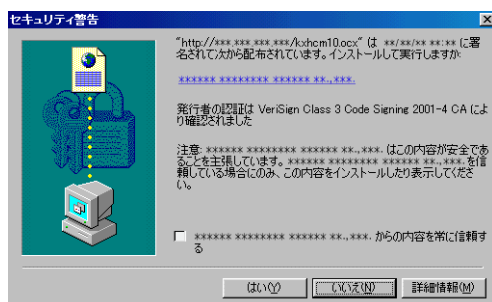 セキュリティ警告
"http://***.***.***.***/kxhcm10.ocx" (は **/**/** **:** に署
名されて次から配布されています。インストールして実行しますか:
****** ******** ****** **.,***.
発行者の認証は VeriSign Class 3 Code Signing 2001-4 CA によ
り確認されました
注意: ****** ******** ****** **.,***. はこの内容が安全であ
ることを主張しています。****** ******** ****** **.,***. を信
頼している場合にのみ、この内容をインストールしたり表示してくださ
い。
****** ******** ****** **.,***. からの内容を常に信頼す
る
はい(Y)
いいえ(N)
詳細情報(M)